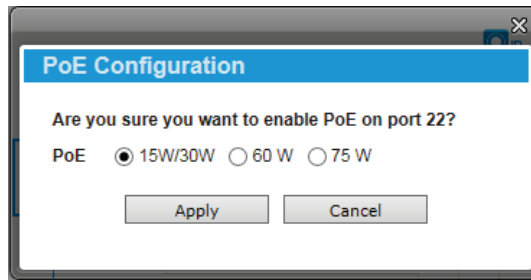 PoE Configuration
Are you sure you want to enable PoE on port 22?
PoE 15W/30W 60 W 75 W
Apply Cancel